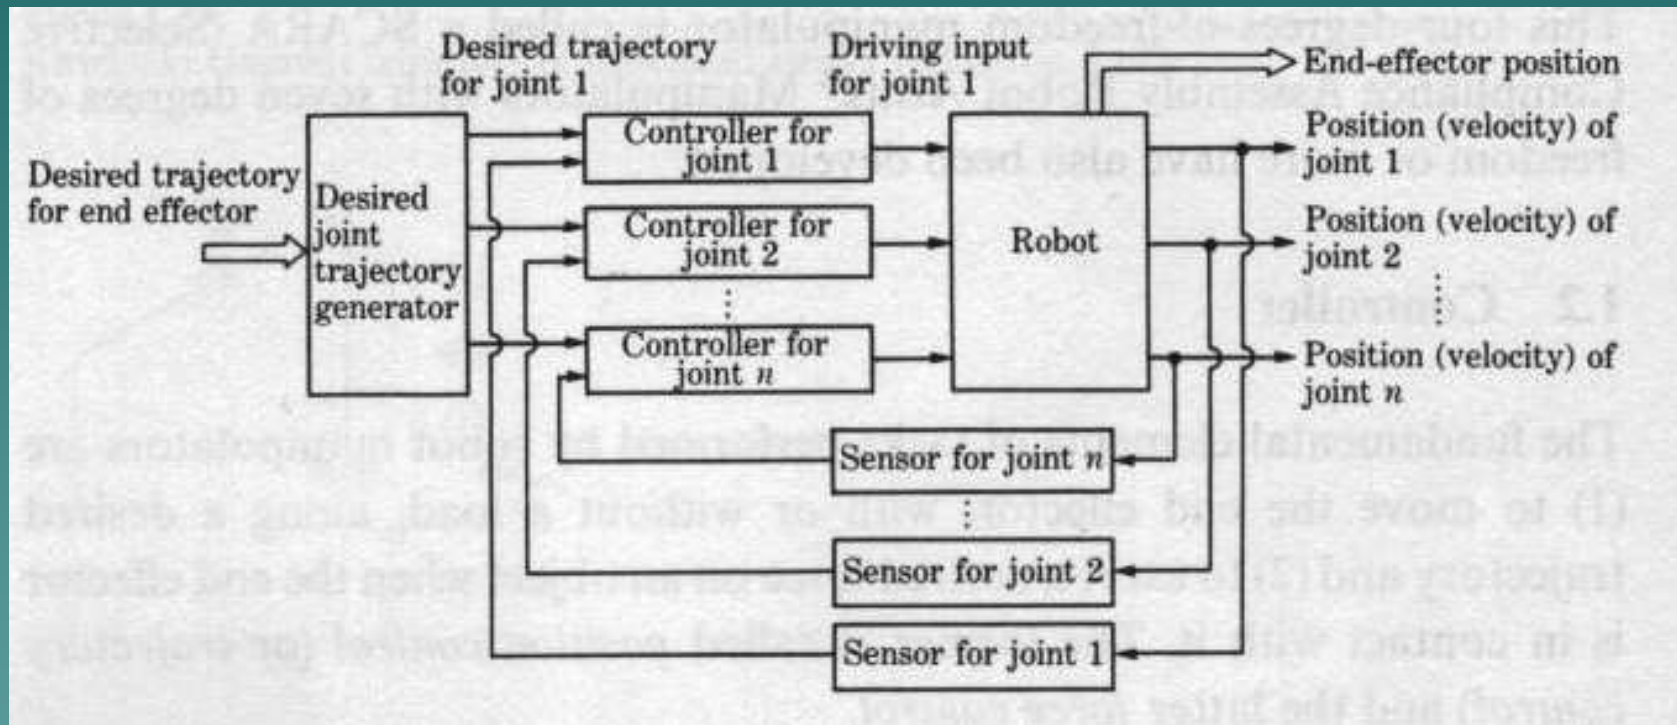 Desired trajectory
for joint 1
Driving input
for joint 1
End-effector position
Desired trajectory
for end effector
Desired
joint
trajectory
generator
Controller for
joint 1
Controller for
joint 2
Controller for
joint n
Robot
Position (velocity) of
joint 1
Position (velocity) of
joint 2
Position (velocity) of
joint n
Sensor for joint n
Sensor for joint 2
Sensor for joint 1